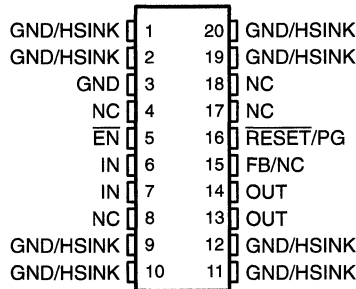 GND/HSINK 1 20 GND/HSINK
GND/HSINK 2 19 GND/HSINK
GND 3 18 NC
NC 4 17 NC
EN 5 16 RESET/PG
IN 6 15 FB/NC
IN 7 14 OUT
NC 8 13 OUT
GND/HSINK 9 12 GND/HSINK
GND/HSINK 10 11 GND/HSINK